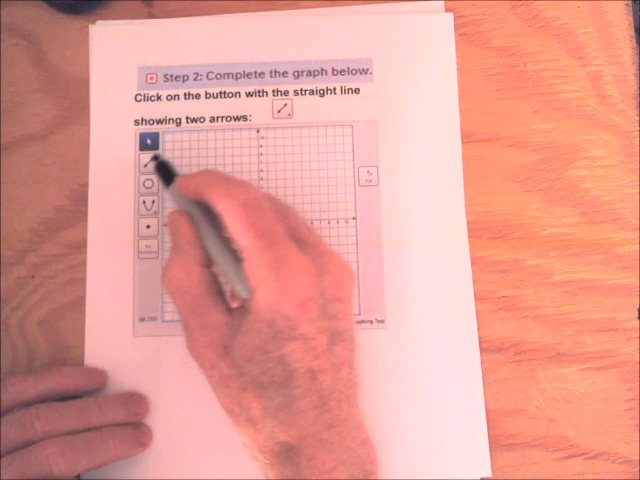 Step 2: Complete the graph below.
Click on the button with the straight line
showing two arrows: